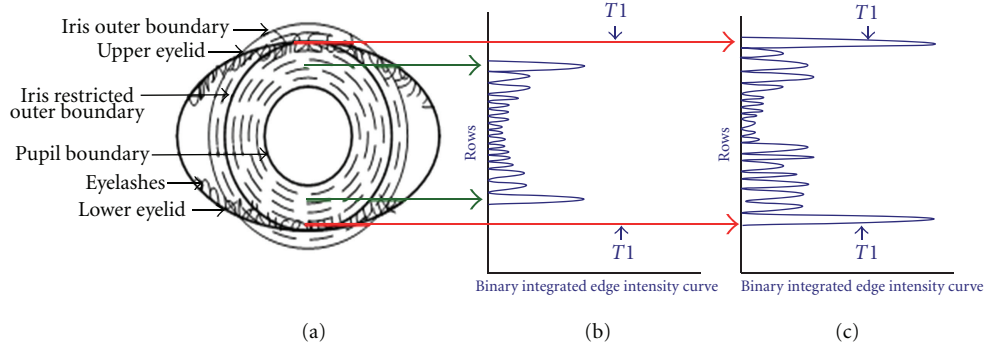 Iris outer boundary
Upper eyelid
Iris restricted
outer boundary
Pupil boundary
Eyelashes
Lower eyelid
(a)
T1
Rows
T1
Binary integrated edge intensity curve
(b)
T1
Rows
T1
Binary integrated edge intensity curve
(c)